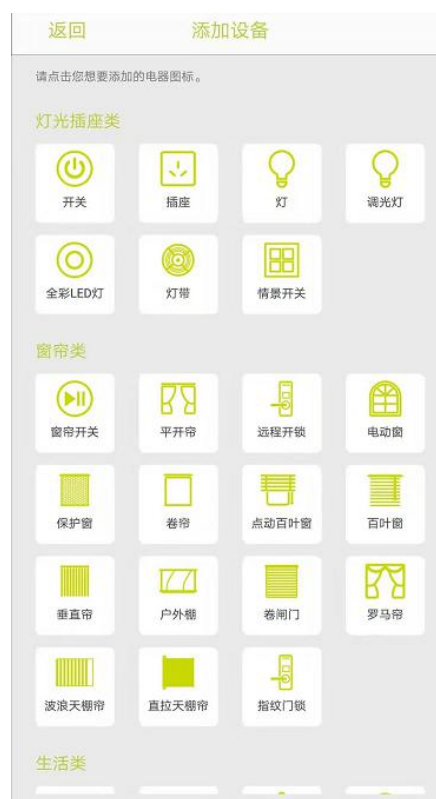 返回 添加设备
请点击您想要添加的电器图标。
灯光插座类
开关 插座 灯 调光灯
全彩LED灯 灯带 情景开关
窗帘类
窗帘开关 平开帘 远程开锁 电动窗
保护窗 卷帘 点动百叶窗 百叶窗
垂直帘 户外棚 卷闸门 罗马帘
波浪天棚帘 直拉天棚帘 指纹门锁
生活类